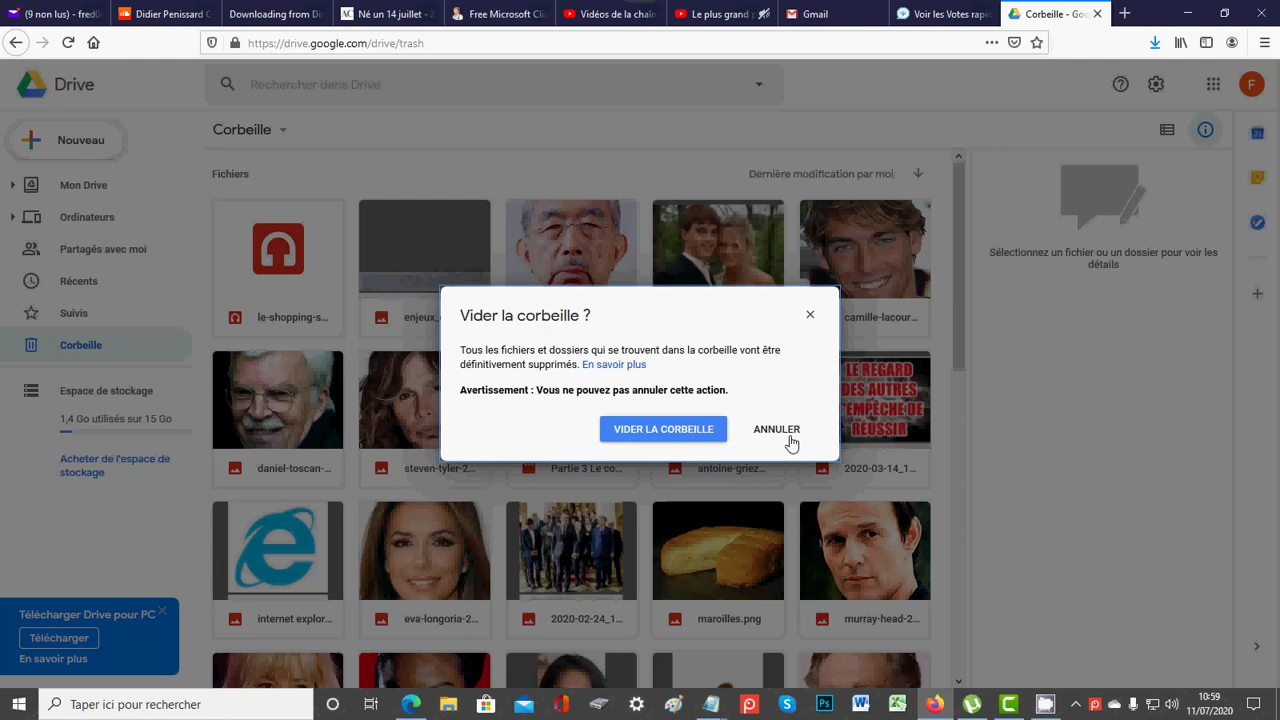 (9 non lus) - fred0
Didier Penissard C
Downloading from Di
Né un 14 juillet - 2
Free Microsoft Cli
Vidéos de la chaîn
Le plus grand p
Gmail
Voir les Votes rapi
Corbeille - Goo
https://drive.google.com/drive/trash
Drive
Rechercher dans Drive
F
Nouveau
Corbeille
Mon Drive
Ordinateurs
Partagés avec moi
Récents
Suivis
Corbeille
Espace de stockage
1,4 Go utilisés sur 15 Go
Acheter de l'espace de
stockage
Fichiers
Dernière modification par moi
le-shopping-s...
enjeux_
camille-lacour...
Sélectionnez un fichier ou un dossier pour voir les
détails
Vider la corbeille ?
Tous les fichiers et dossiers qui se trouvent dans la corbeille vont être
définitivement supprimés. En savoir plus
Avertissement : Vous ne pouvez pas annuler cette action.
VIDER LA CORBEILLE
ANNULER
LE REGARD
DES AUTRES
T'EMPÊCHE DE
RÉUSSIR
daniel-toscan-...
steven-tyler-2...
Partie 3 Le co...
antoine-griez...
2020-03-14_1...
internet explor...
eva-longoria-2...
2020-02-24_1...
maroilles.png
murray-head-2...
Télécharger Drive pour PC
Télécharger
En savoir plus
Taper ici pour rechercher
10:59
11/07/2020